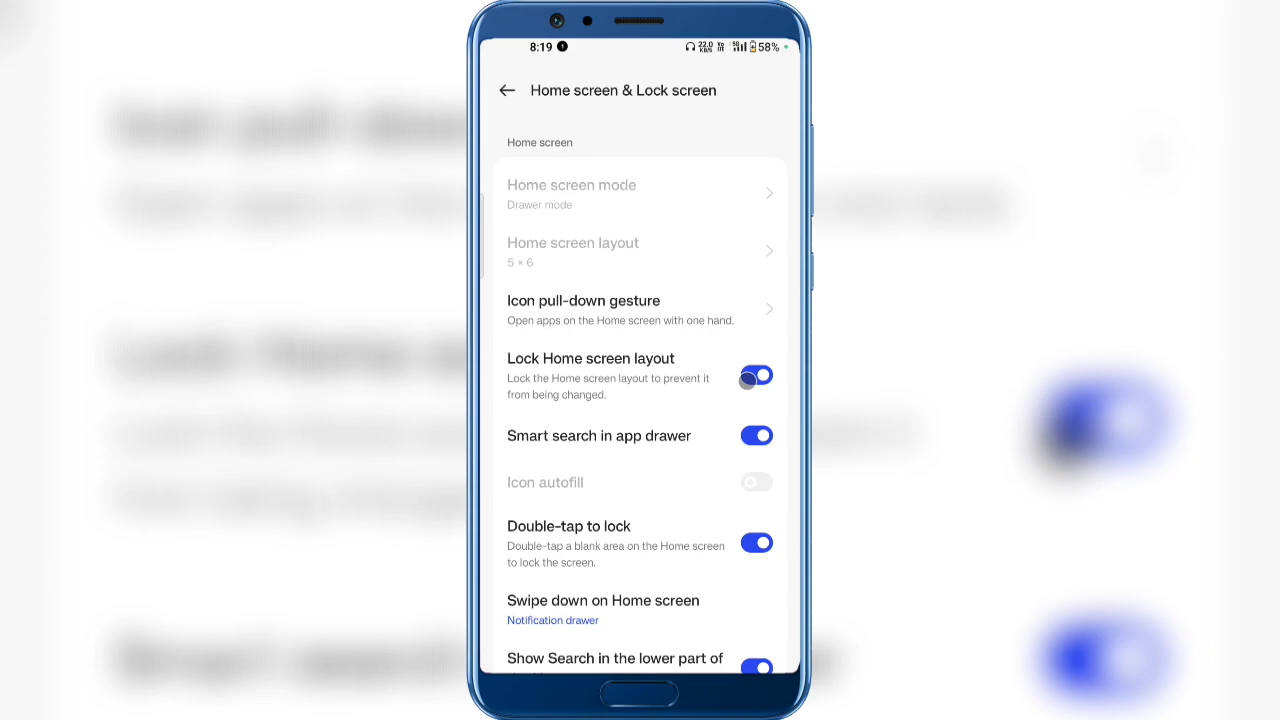 8:19
22.0
KB/S
58%
Home screen & Lock screen
Home screen
Home screen mode
Drawer mode
Home screen layout
5 × 6
Icon pull-down gesture
Open apps on the Home screen with one hand.
Lock Home screen layout
Lock the Home screen layout to prevent it
from being changed.
Smart search in app drawer
Icon autofill
Double-tap to lock
Double-tap a blank area on the Home screen
to lock the screen.
Swipe down on Home screen
Notification drawer
Show Search in the lower part of